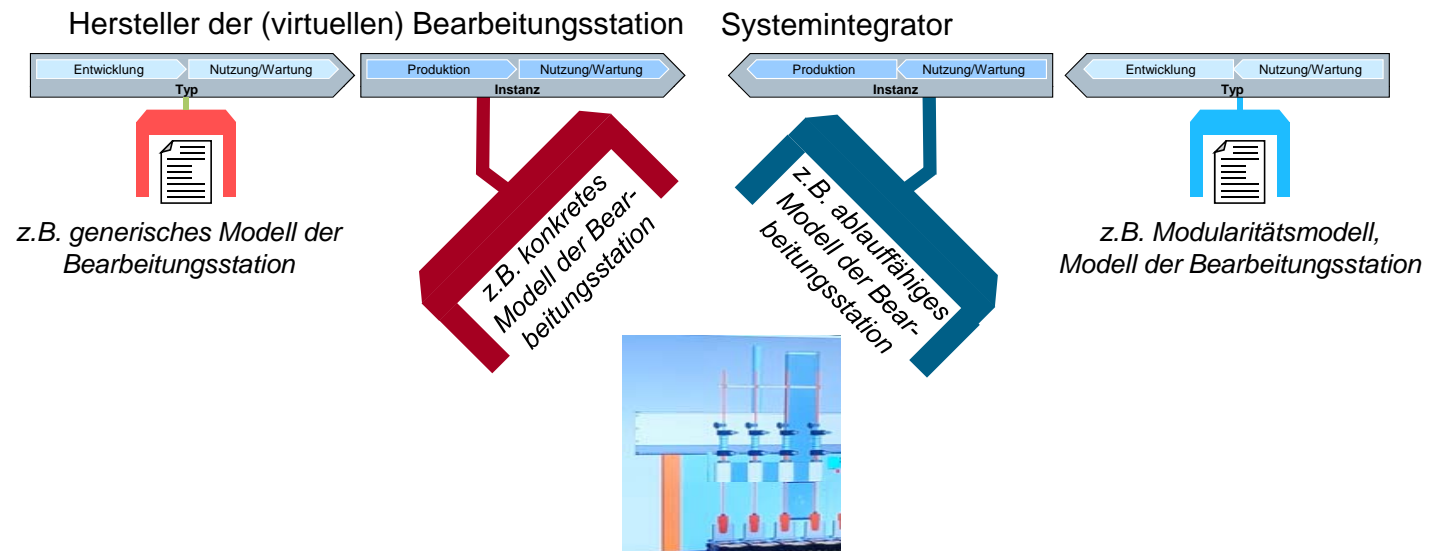 Hersteller der (virtuellen) Bearbeitungsstation
Systemintegrator
Entwicklung
Nutzung/Wartung
Typ
Produktion
Nutzung/Wartung
Instanz
Produktion
Nutzung/Wartung
Instanz
Entwicklung
Nutzung/Wartung
Typ
z.B. generisches Modell der
Bearbeitungsstation
z.B. konkretes
Modell der Bear-
beitungsstation
z.B. ablauffähiges
Modell der Bear-
beitungsstation
z.B. Modularitätsmodell,
Modell der Bearbeitungsstation